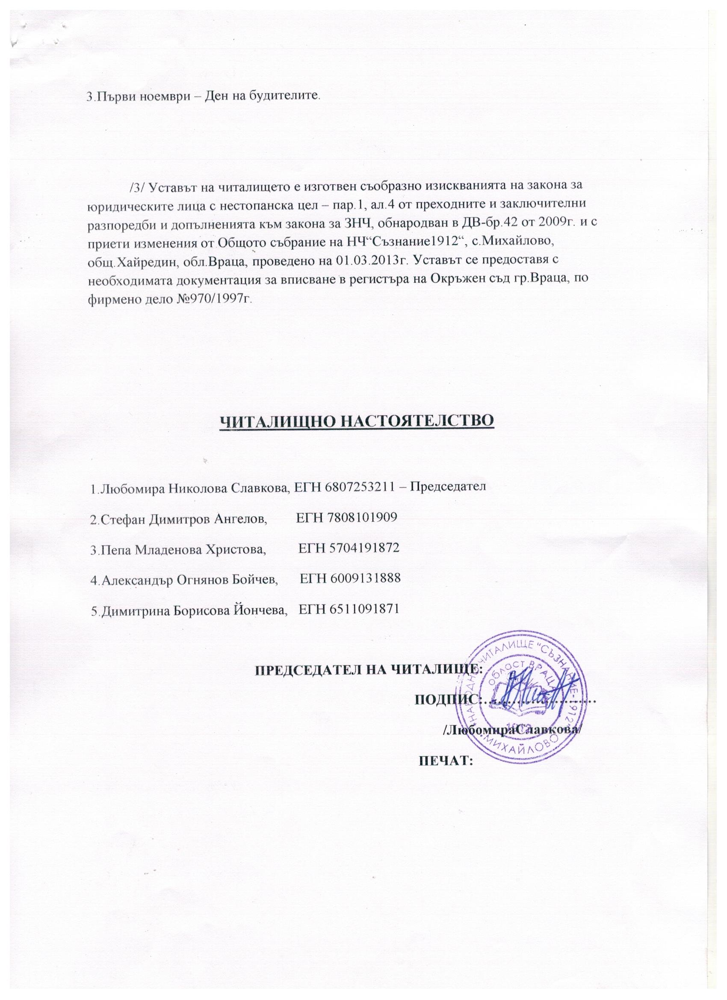 3.Първи ноември – Ден на будителите.
/3/ Уставът на читалището е изготвен съобразно изискванията на закона за
юридическите лица с нестопанска цел – пар.1, ал.4 от преходните и заключителни
разпоредби и допълненията към закона за ЗНЧ, обнародван в ДВ-бр.42 от 2009г. и с
приети изменения от Общото събрание на НЧ“Съзнание1912“, с.Михайлово,
общ.Хайредин, обл.Враца, проведено на 01.03.2013г. Уставът се предоставя с
необходимата документация за вписване в регистъра на Окръжен съд гр.Враца, по
фирмено дело №970/1997г.
ЧИТАЛИЩНО НАСТОЯТЕЛСТВО
1.Любомира Николова Славкова, ЕГН 6807253211 – Председател
2.Стефан Димитров Ангелов, ЕГН 7808101909
3.Пепа Младенова Христова, ЕГН 5704191872
4.Александър Огнянов Бойчев, ЕГН 6009131888
5.Димитрина Борисова Йончева, ЕГН 6511091871
ПРЕДСЕДАТЕЛ НА ЧИТАЛИЩЕ:
ПОДПИС:..............................
/ЛюбомираСлавкова/
ПЕЧАТ:
НАРОДНО ЧИТАЛИЩЕ "СЪЗНАНИЕ-1912"
МИХАЙЛОВО
ОБЛАСТ ВРАЦА